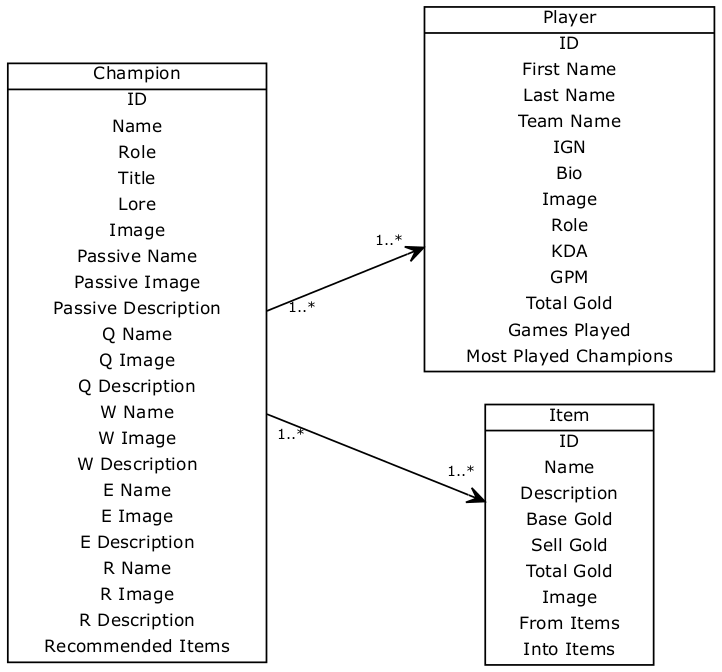 Champion
ID
Name
Role
Title
Lore
Image
Passive Name
Passive Image
Passive Description
Q Name
Q Image
Q Description
W Name
W Image
W Description
E Name
E Image
E Description
R Name
R Image
R Description
Recommended Items
1..*
1..*
1..*
1..*
Player
ID
First Name
Last Name
Team Name
IGN
Bio
Image
Role
KDA
GPM
Total Gold
Games Played
Most Played Champions
Item
ID
Name
Description
Base Gold
Sell Gold
Total Gold
Image
From Items
Into Items